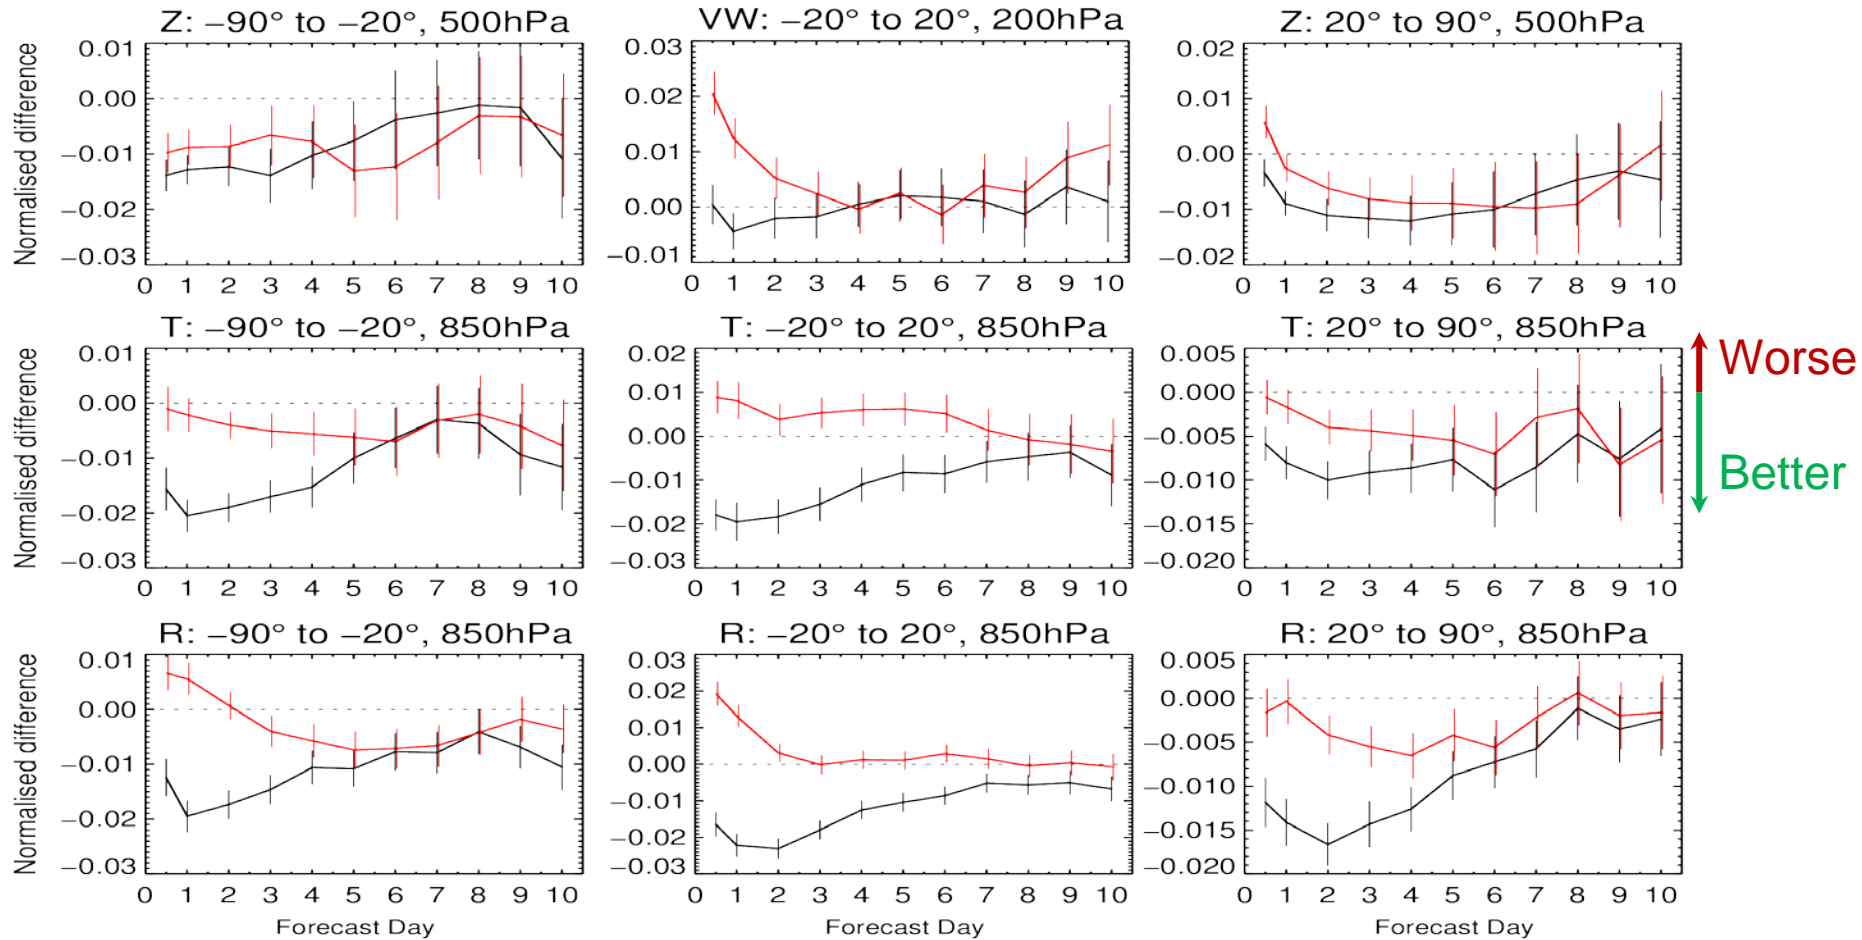 Z: −90° to −20°, 500hPa
VW: −20° to 20°, 200hPa
Z: 20° to 90°, 500hPa
Normalised difference
0.01
0.00
−0.01
−0.02
−0.03
0 1 2 3 4 5 6 7 8 9 10
0.03
0.02
0.01
0.00
−0.01
0 1 2 3 4 5 6 7 8 9 10
0.02
0.01
0.00
−0.01
−0.02
0 1 2 3 4 5 6 7 8 9 10
T: −90° to −20°, 850hPa
T: −20° to 20°, 850hPa
T: 20° to 90°, 850hPa
Normalised difference
0.01
0.00
−0.01
−0.02
−0.03
0 1 2 3 4 5 6 7 8 9 10
0.02
0.01
0.00
−0.01
−0.02
−0.03
0 1 2 3 4 5 6 7 8 9 10
0.005
0.000
−0.005
−0.010
−0.015
−0.020
0 1 2 3 4 5 6 7 8 9 10
Worse
Better
R: −90° to −20°, 850hPa
R: −20° to 20°, 850hPa
R: 20° to 90°, 850hPa
Normalised difference
0.01
0.00
−0.01
−0.02
−0.03
0 1 2 3 4 5 6 7 8 9 10
Forecast Day
0.03
0.02
0.01
0.00
−0.01
−0.02
−0.03
0 1 2 3 4 5 6 7 8 9 10
Forecast Day
0.005
0.000
−0.005
−0.010
−0.015
−0.020
0 1 2 3 4 5 6 7 8 9 10
Forecast Day